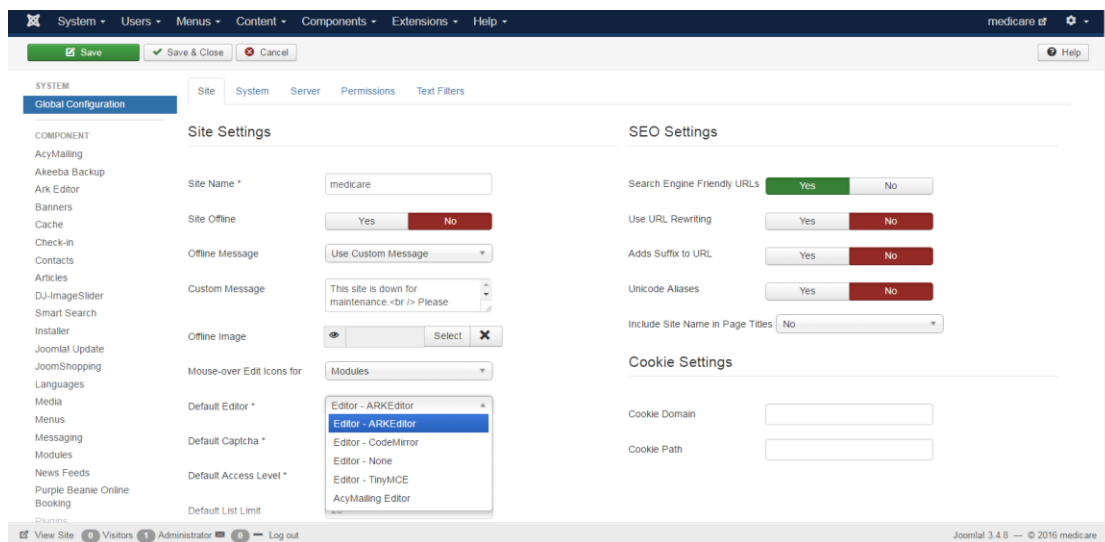 System Users Menus Content Components Extensions Help medicare
Save Save & Close Cancel Help
SYSTEM
Global Configuration
COMPONENT
AcyMailing
Akeeba Backup
Ark Editor
Banners
Cache
Check-in
Contacts
Articles
DJ-ImageSlider
Smart Search
Installer
Joomla! Update
JoomShopping
Languages
Media
Menus
Messaging
Modules
News Feeds
Purple Beanie Online
Booking
Plugins
Site System Server Permissions Text Filters
Site Settings
Site Name * medicare
Site Offline Yes No
Offline Message Use Custom Message
Custom Message This site is down for
maintenance.<br /> Please
Offline Image Select
Mouse-over Edit Icons for Modules
Default Editor * Editor - ARKEditor
Editor - ARKEditor
Editor - CodeMirror
Editor - None
Editor - TinyMCE
AcyMailing Editor
Default Captcha *
Default Access Level *
Default List Limit
SEO Settings
Search Engine Friendly URLs Yes No
Use URL Rewriting Yes No
Adds Suffix to URL Yes No
Unicode Aliases Yes No
Include Site Name in Page Titles No
Cookie Settings
Cookie Domain
Cookie Path
View Site 0 Visitors 1 Administrator 0 Log out Joomla! 3.4.8 — © 2016 medicare